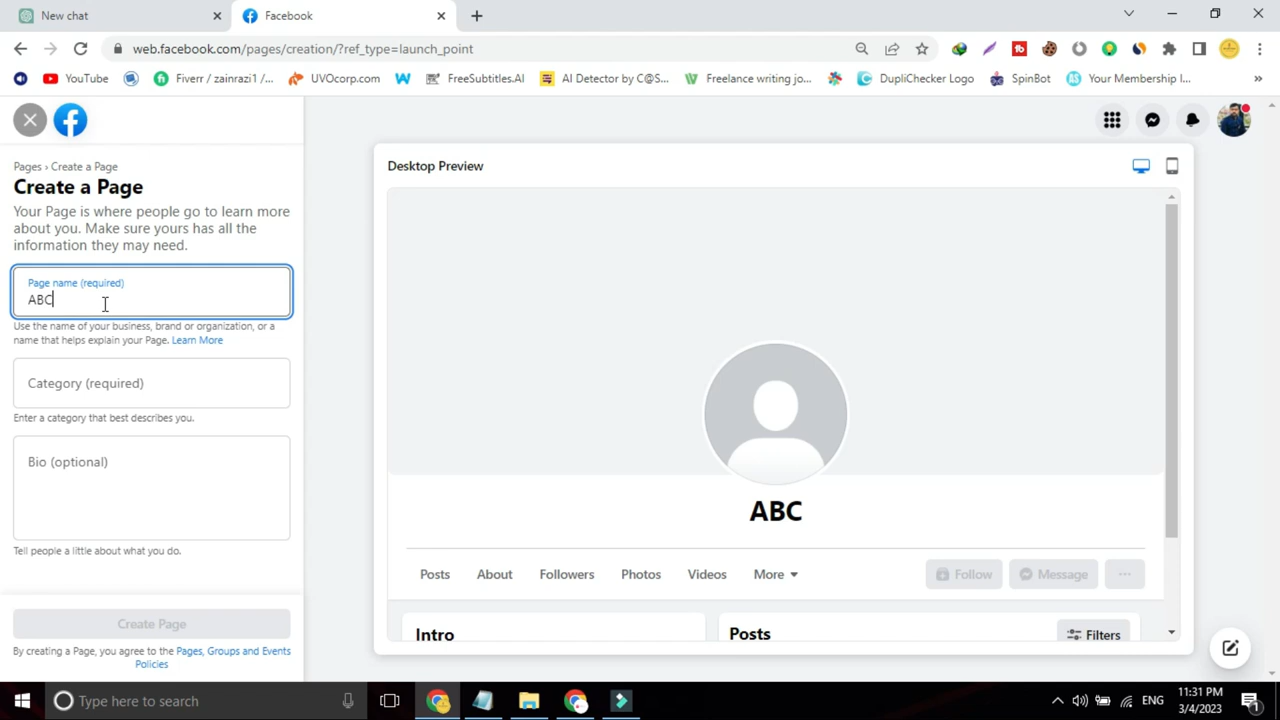 New chat
Facebook
web.facebook.com/pages/creation/?ref_type=launch_point
YouTube
Fiverr / zainrazi1 /...
UVOcorp.com
FreeSubtitles.AI
AI Detector by C@S...
Freelance writing jo...
DupliChecker Logo
SpinBot
Your Membership I...
Pages › Create a Page
Create a Page
Your Page is where people go to learn more
about you. Make sure yours has all the
information they may need.
Page name (required)
ABC
Use the name of your business, brand or organization, or a
name that helps explain your Page. Learn More
Category (required)
Enter a category that best describes you.
Bio (optional)
Tell people a little about what you do.
Create Page
By creating a Page, you agree to the Pages, Groups and Events
Policies
Desktop Preview
ABC
Posts About Followers Photos Videos More
Follow Message ...
Intro
Posts
Filters
Type here to search
ENG
11:31 PM
3/4/2023
1